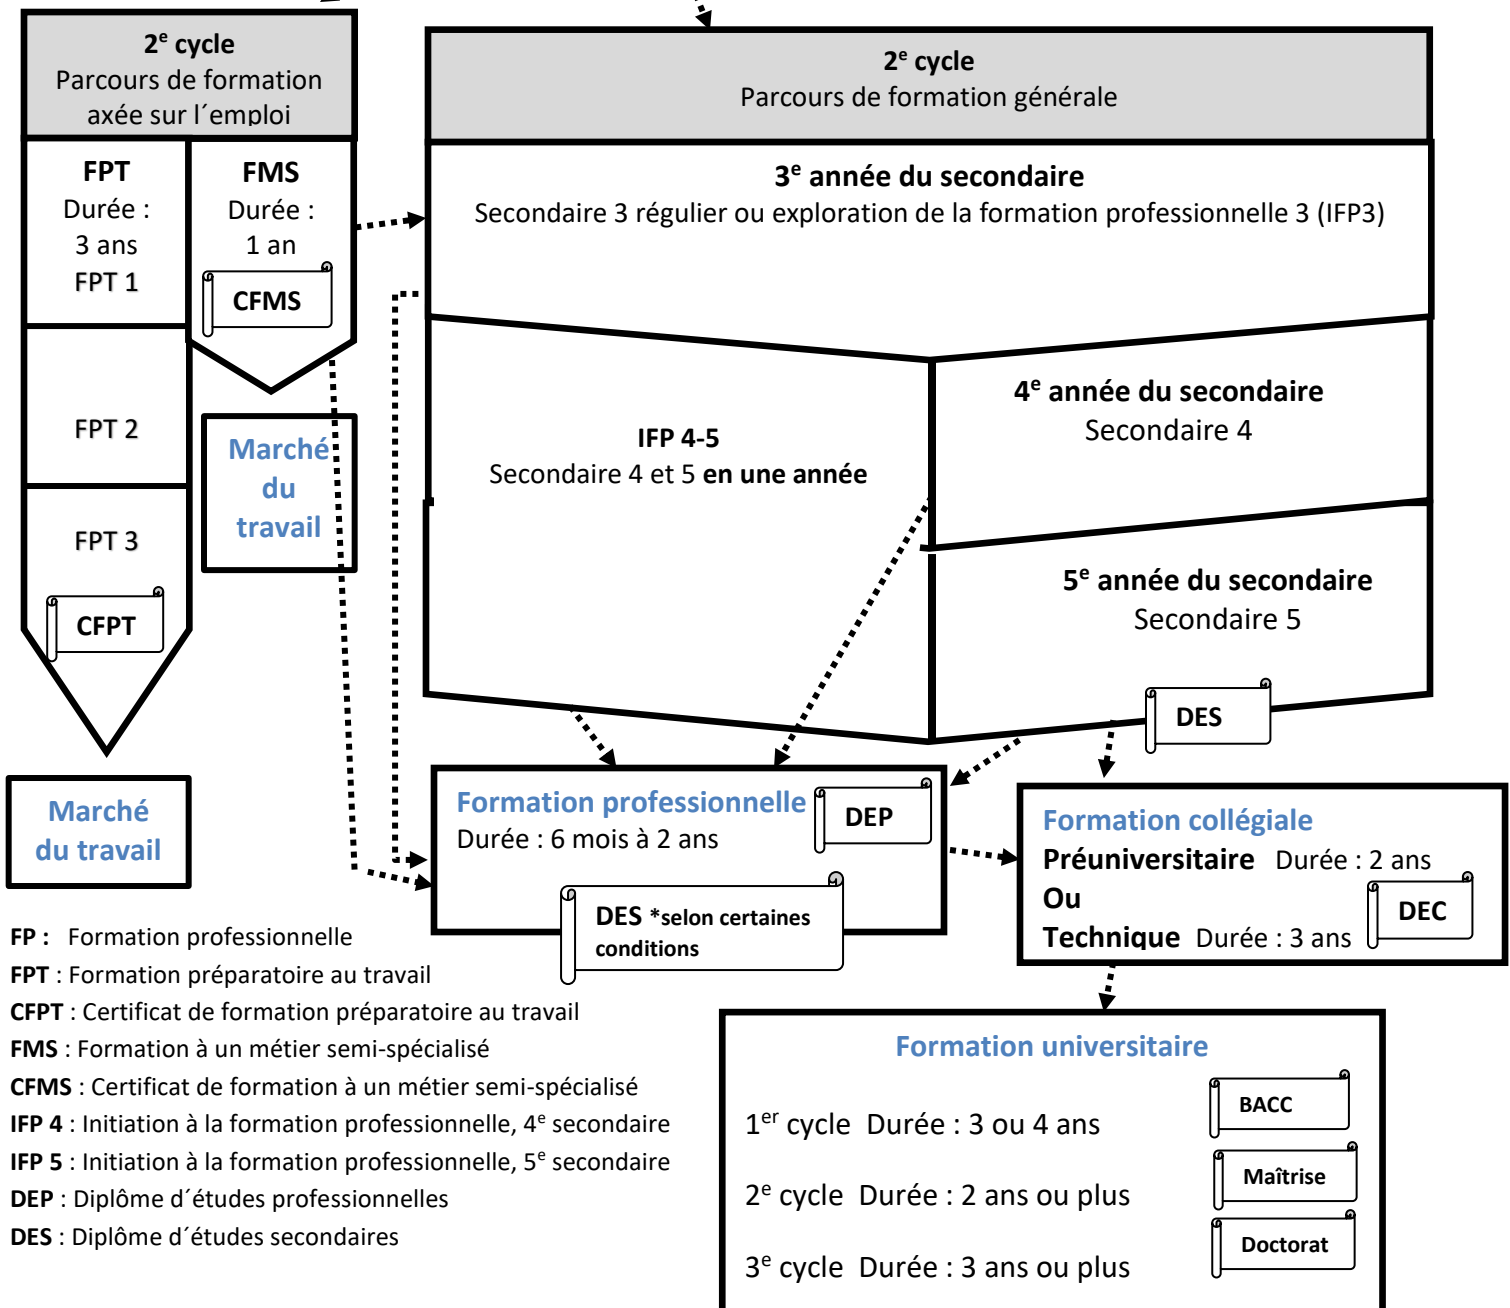 2e cycle
Parcours de formation
axée sur l´emploi
2e cycle
Parcours de formation générale
FPT
Durée :
3 ans
FPT 1
FMS
Durée :
1 an
CFMS
3e année du secondaire
Secondaire 3 régulier ou exploration de la formation professionnelle 3 (IFP3)
FPT 2
Marché
du
travail
FPT 3
CFPT
IFP 4-5
Secondaire 4 et 5 en une année
4e année du secondaire
Secondaire 4
5e année du secondaire
Secondaire 5
DES
Marché
du travail
Formation professionnelle
Durée : 6 mois à 2 ans
DEP
DES *selon certaines
conditions
Formation collégiale
Préuniversitaire Durée : 2 ans
Ou
Technique Durée : 3 ans
DEC
FP : Formation professionnelle
FPT : Formation préparatoire au travail
CFPT : Certificat de formation préparatoire au travail
FMS : Formation à un métier semi-spécialisé
CFMS : Certificat de formation à un métier semi-spécialisé
IFP 4 : Initiation à la formation professionnelle, 4e secondaire
IFP 5 : Initiation à la formation professionnelle, 5e secondaire
DEP : Diplôme d´études professionnelles
DES : Diplôme d´études secondaires
Formation universitaire
1er cycle Durée : 3 ou 4 ans
BACC
2e cycle Durée : 2 ans ou plus
Maîtrise
3e cycle Durée : 3 ans ou plus
Doctorat